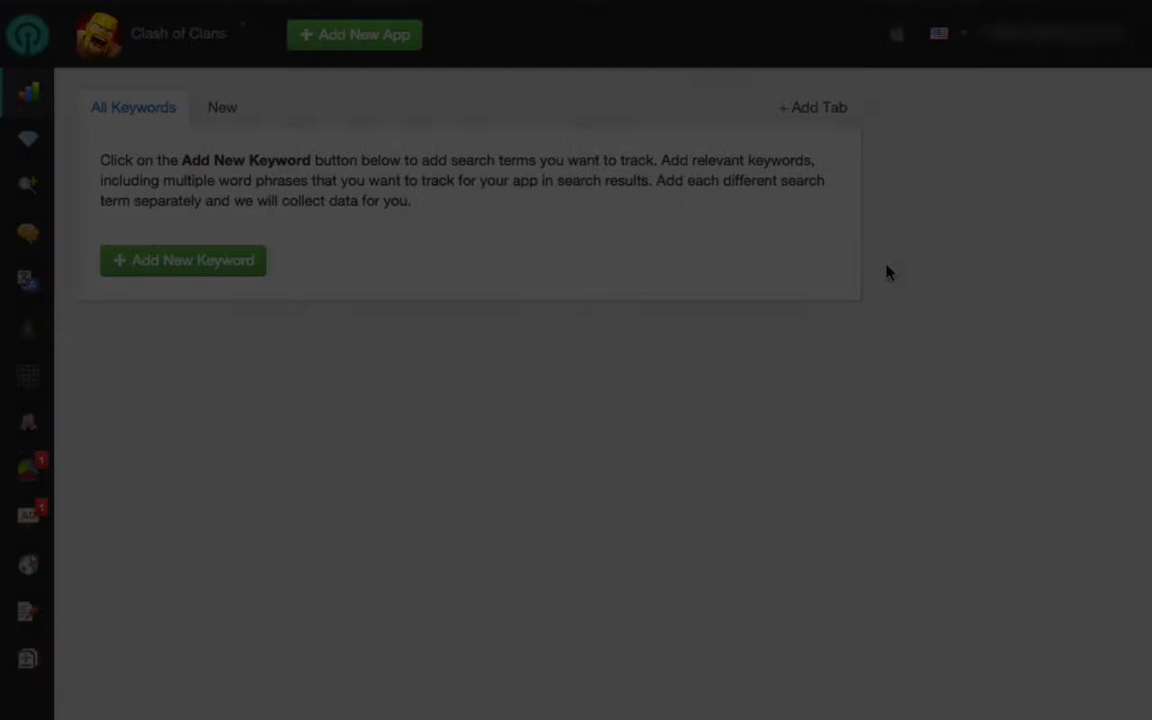 Clash of Clans
+ Add New App
All Keywords
New
+ Add Tab
Click on the Add New Keyword button below to add search terms you want to track. Add relevant keywords,
including multiple word phrases that you want to track for your app in search results. Add each different search
term separately and we will collect data for you.
+ Add New Keyword
1
1
AD